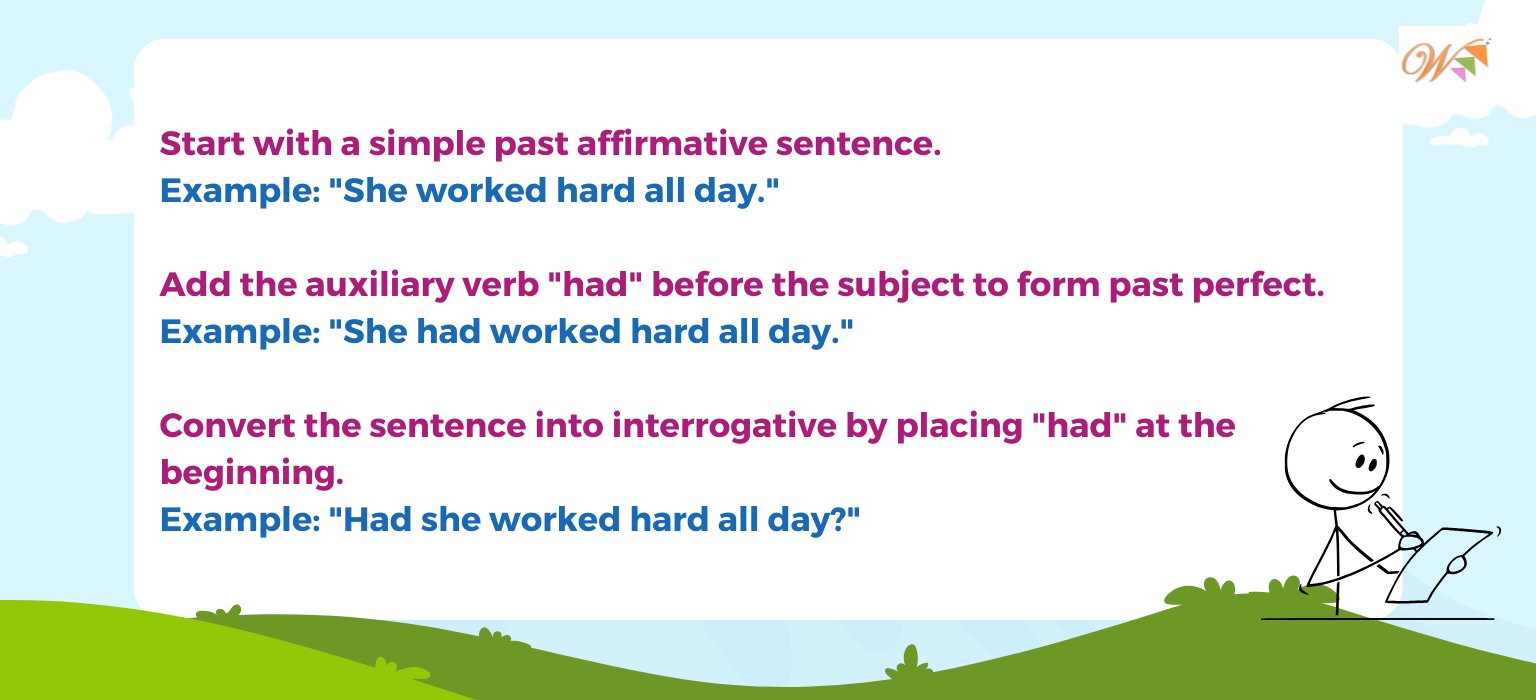 W
Start with a simple past affirmative sentence.
Example: "She worked hard all day."
Add the auxiliary verb "had" before the subject to form past perfect.
Example: "She had worked hard all day."
Convert the sentence into interrogative by placing "had" at the
beginning.
Example: "Had she worked hard all day?"